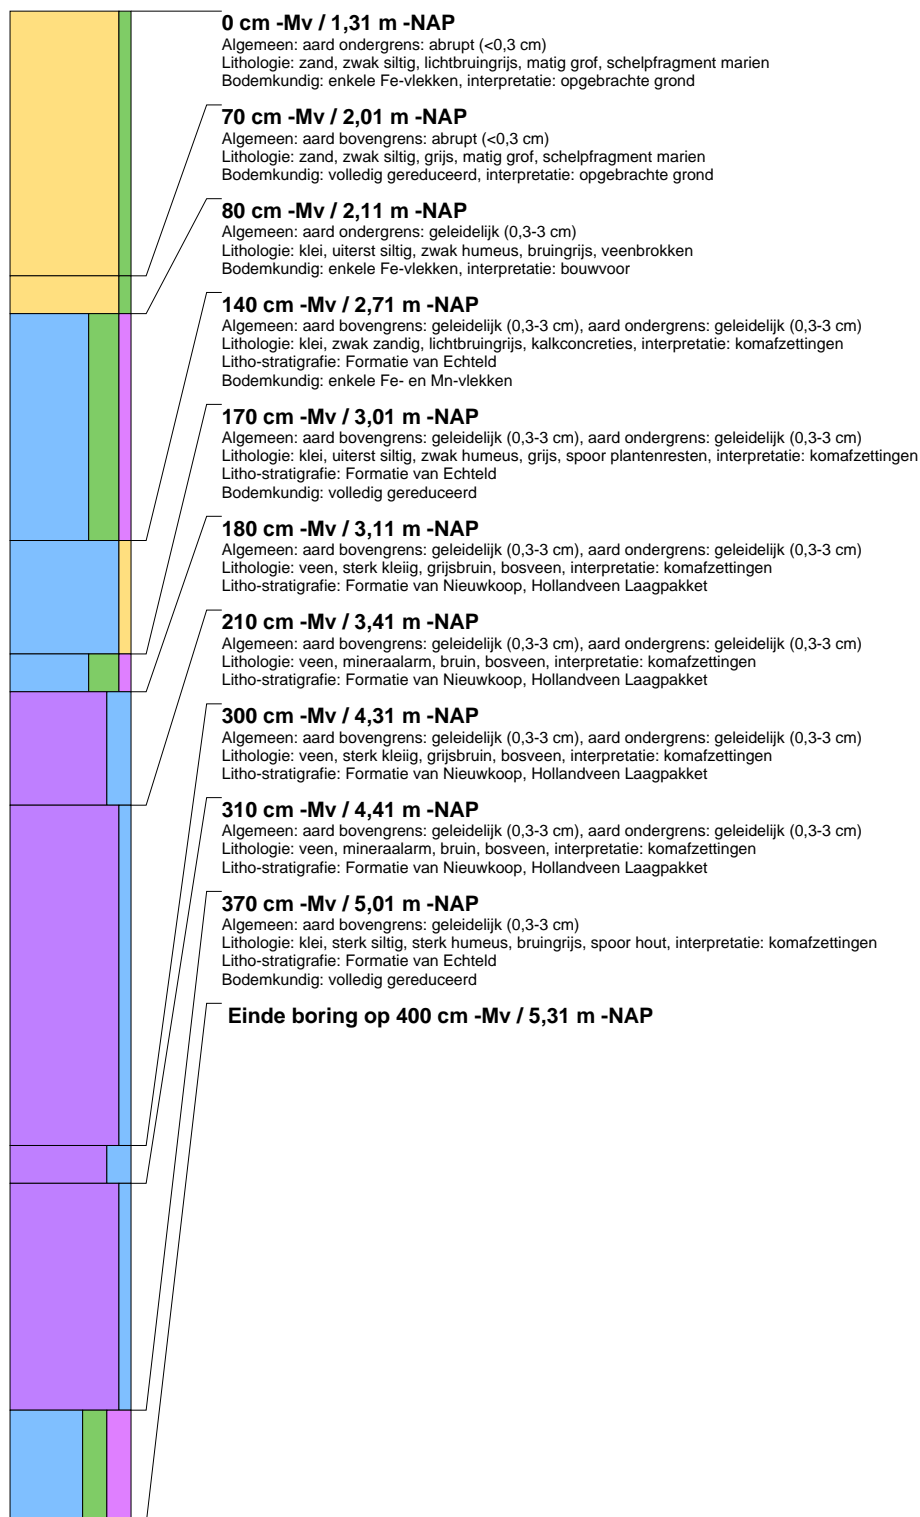 0 cm -Mv / 1,31 m -NAP
Algemeen: aard ondergrens: abrupt (<0,3 cm)
Lithologie: zand, zwak siltig, lichtbruingrijs, matig grof, schelpfragment marien
Bodemkundig: enkele Fe-vlekken, interpretatie: opgebrachte grond
70 cm -Mv / 2,01 m -NAP
Algemeen: aard bovengrens: abrupt (<0,3 cm)
Lithologie: zand, zwak siltig, grijs, matig grof, schelpfragment marien
Bodemkundig: volledig gereduceerd, interpretatie: opgebrachte grond
80 cm -Mv / 2,11 m -NAP
Algemeen: aard ondergrens: geleidelijk (0,3-3 cm)
Lithologie: klei, uiterst siltig, zwak humeus, bruingrijs, veenbrokken
Bodemkundig: enkele Fe-vlekken, interpretatie: bouwvoor
140 cm -Mv / 2,71 m -NAP
Algemeen: aard bovengrens: geleidelijk (0,3-3 cm), aard ondergrens: geleidelijk (0,3-3 cm)
Lithologie: klei, zwak zandig, lichtbruingrijs, kalkconcreties, interpretatie: komafzettingen
Litho-stratigrafie: Formatie van Echteld
Bodemkundig: enkele Fe- en Mn-vlekken
170 cm -Mv / 3,01 m -NAP
Algemeen: aard bovengrens: geleidelijk (0,3-3 cm), aard ondergrens: geleidelijk (0,3-3 cm)
Lithologie: klei, uiterst siltig, zwak humeus, grijs, spoor plantenresten, interpretatie: komafzettingen
Litho-stratigrafie: Formatie van Echteld
Bodemkundig: volledig gereduceerd
180 cm -Mv / 3,11 m -NAP
Algemeen: aard bovengrens: geleidelijk (0,3-3 cm), aard ondergrens: geleidelijk (0,3-3 cm)
Lithologie: veen, sterk kleiig, grijsbruin, bosveen, interpretatie: komafzettingen
Litho-stratigrafie: Formatie van Nieuwkoop, Hollandveen Laagpakket
210 cm -Mv / 3,41 m -NAP
Algemeen: aard bovengrens: geleidelijk (0,3-3 cm), aard ondergrens: geleidelijk (0,3-3 cm)
Lithologie: veen, mineraalarm, bruin, bosveen, interpretatie: komafzettingen
Litho-stratigrafie: Formatie van Nieuwkoop, Hollandveen Laagpakket
300 cm -Mv / 4,31 m -NAP
Algemeen: aard bovengrens: geleidelijk (0,3-3 cm), aard ondergrens: geleidelijk (0,3-3 cm)
Lithologie: veen, sterk kleiig, grijsbruin, bosveen, interpretatie: komafzettingen
Litho-stratigrafie: Formatie van Nieuwkoop, Hollandveen Laagpakket
310 cm -Mv / 4,41 m -NAP
Algemeen: aard bovengrens: geleidelijk (0,3-3 cm), aard ondergrens: geleidelijk (0,3-3 cm)
Lithologie: veen, mineraalarm, bruin, bosveen, interpretatie: komafzettingen
Litho-stratigrafie: Formatie van Nieuwkoop, Hollandveen Laagpakket
370 cm -Mv / 5,01 m -NAP
Algemeen: aard bovengrens: geleidelijk (0,3-3 cm)
Lithologie: klei, sterk siltig, sterk humeus, bruingrijs, spoor hout, interpretatie: komafzettingen
Litho-stratigrafie: Formatie van Echteld
Bodemkundig: volledig gereduceerd
Einde boring op 400 cm -Mv / 5,31 m -NAP